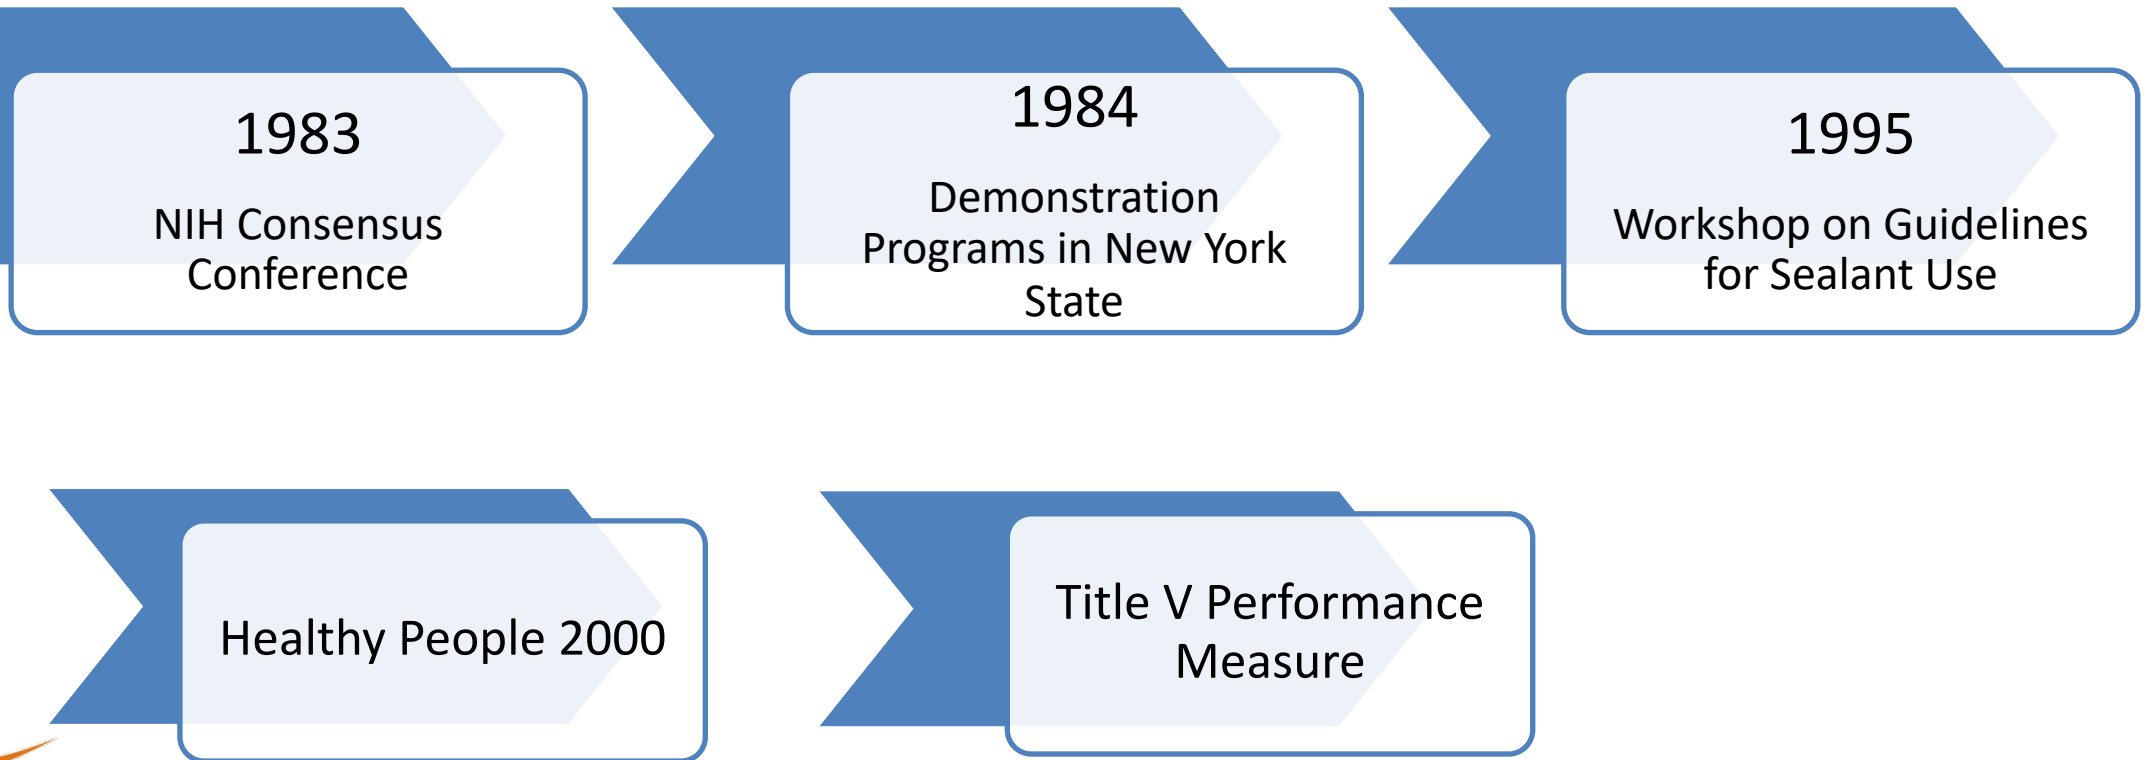 1983
NIH Consensus
Conference
1984
Demonstration
Programs in New York
State
1995
Workshop on Guidelines
for Sealant Use
Healthy People 2000
Title V Performance
Measure